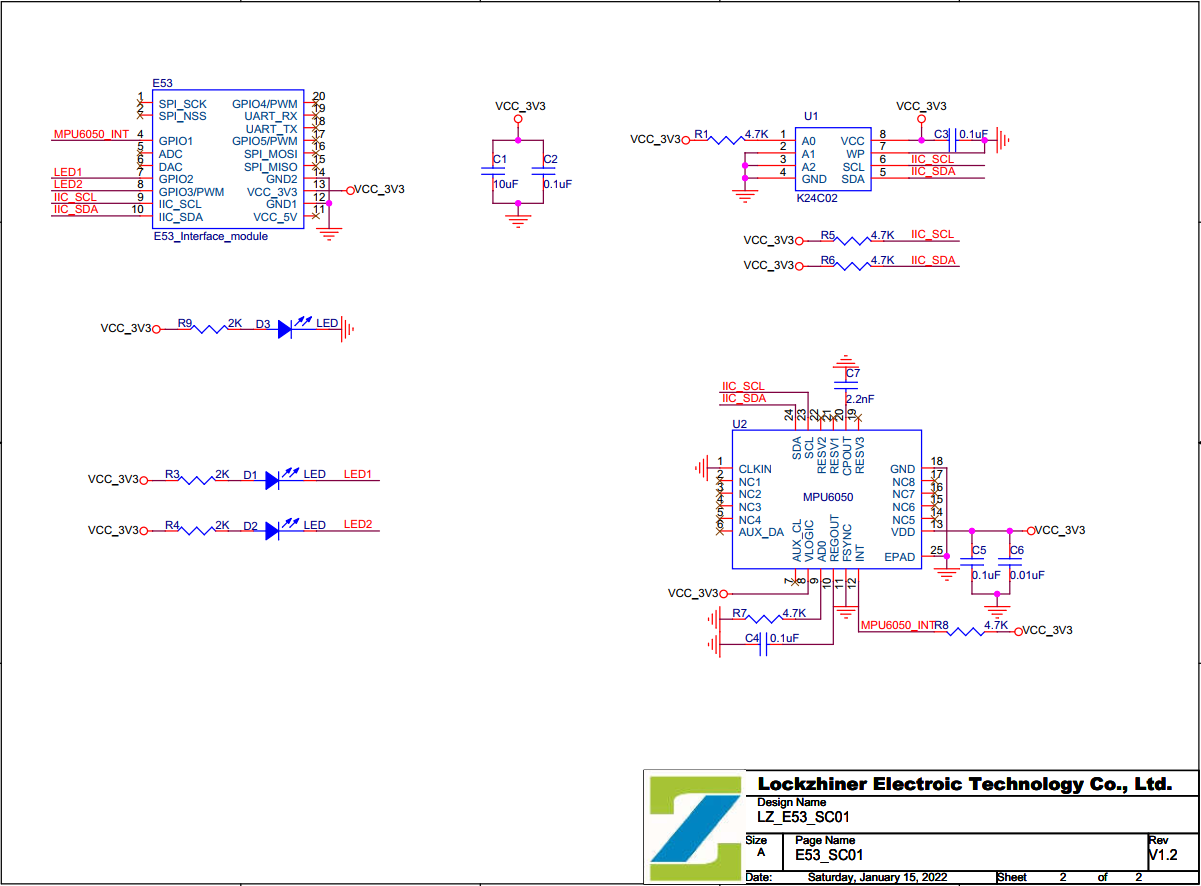 E53
1
2
4
5
6
7
8
9
10
SPI_SCK
SPI_NSS
GPIO1
ADC
DAC
GPIO2
GPIO3/PWM
IIC_SCL
IIC_SDA
GPIO4/PWM
UART_RX
UART_TX
GPIO5/PWM
SPI_MOSI
SPI_MISO
GND2
VCC_3V3
GND1
VCC_5V
20
19
18
17
16
15
14
13
12
11
MPU6050_INT
LED1
LED2
IIC_SCL
IIC_SDA
VCC_3V3
E53_Interface_module
VCC_3V3
C1
10uF
C2
0.1uF
VCC_3V3
R1
4.7K
U1
1
2
3
4
A0
A1
A2
GND
VCC
WP
SCL
SDA
8
7
6
5
K24C02
VCC_3V3
C3
0.1uF
IIC_SCL
IIC_SDA
VCC_3V3
R5
4.7K
IIC_SCL
VCC_3V3
R6
4.7K
IIC_SDA
VCC_3V3
R9
2K
D3
LED
VCC_3V3
R3
2K
D1
LED
LED1
VCC_3V3
R4
2K
D2
LED
LED2
IIC_SCL
IIC_SDA
C7
2.2nF
U2
24
23
22
21
20
19
SDA
SCL
RESV2
RESV1
CPOUT
RESV3
1
2
3
4
5
6
CLKIN
NC1
NC2
NC3
NC4
AUX_DA
MPU6050
GND
NC8
NC7
NC6
NC5
VDD
EPAD
18
17
16
15
14
13
25
AUX_CL
VLOGIC
AD0
REGOUT
FSYNC
INT
7
8
9
10
11
12
VCC_3V3
C5
0.1uF
C6
0.01uF
VCC_3V3
R7
4.7K
C4
0.1uF
MPU6050_INT
R8
4.7K
VCC_3V3
Lockzhiner Electroic Technology Co., Ltd.
Design Name
LZ_E53_SC01
Size
A
Page Name
E53_SC01
Rev
V1.2
Date:
Saturday, January 15, 2022
Sheet
2
of
2